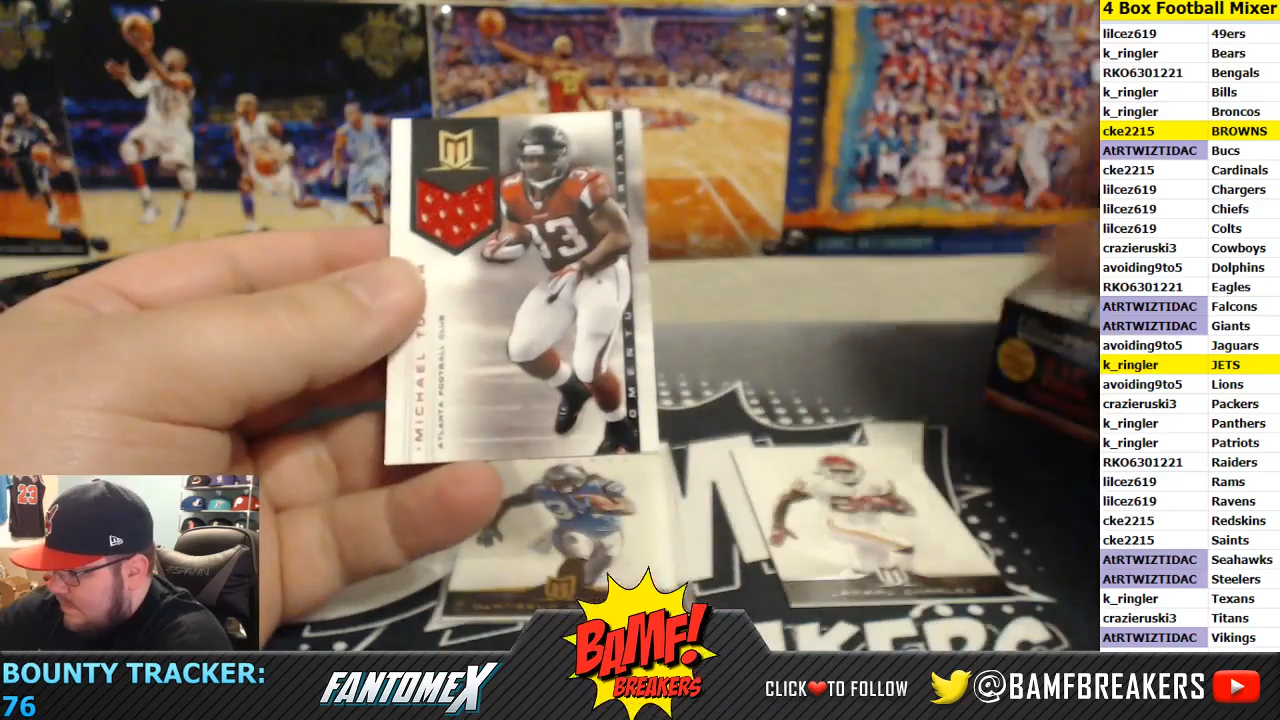 4 Box Football Mixer
lilcez619 49ers
k_ringler Bears
RKO6301221 Bengals
k_ringler Bills
k_ringler Broncos
cke2215 BROWNS
AtRTWIZTIDAC Bucs
cke2215 Cardinals
lilcez619 Chargers
lilcez619 Chiefs
lilcez619 Colts
crazieruski3 Cowboys
avoiding9to5 Dolphins
RKO6301221 Eagles
AtRTWIZTIDAC Falcons
AtRTWIZTIDAC Giants
avoiding9to5 Jaguars
k_ringler JETS
avoiding9to5 Lions
crazieruski3 Packers
k_ringler Panthers
k_ringler Patriots
RKO6301221 Raiders
lilcez619 Rams
lilcez619 Ravens
cke2215 Redskins
cke2215 Saints
AtRTWIZTIDAC Seahawks
AtRTWIZTIDAC Steelers
k_ringler Texans
crazieruski3 Titans
AtRTWIZTIDAC Vikings
M
33
MICHAEL
ATLANTA FOOTBALL CLUB
23
BOUNTY TRACKER:
76
FANTOMEX
BAMF!
BREAKERS
CLICK❤TO FOLLOW
@BAMFBREAKERS